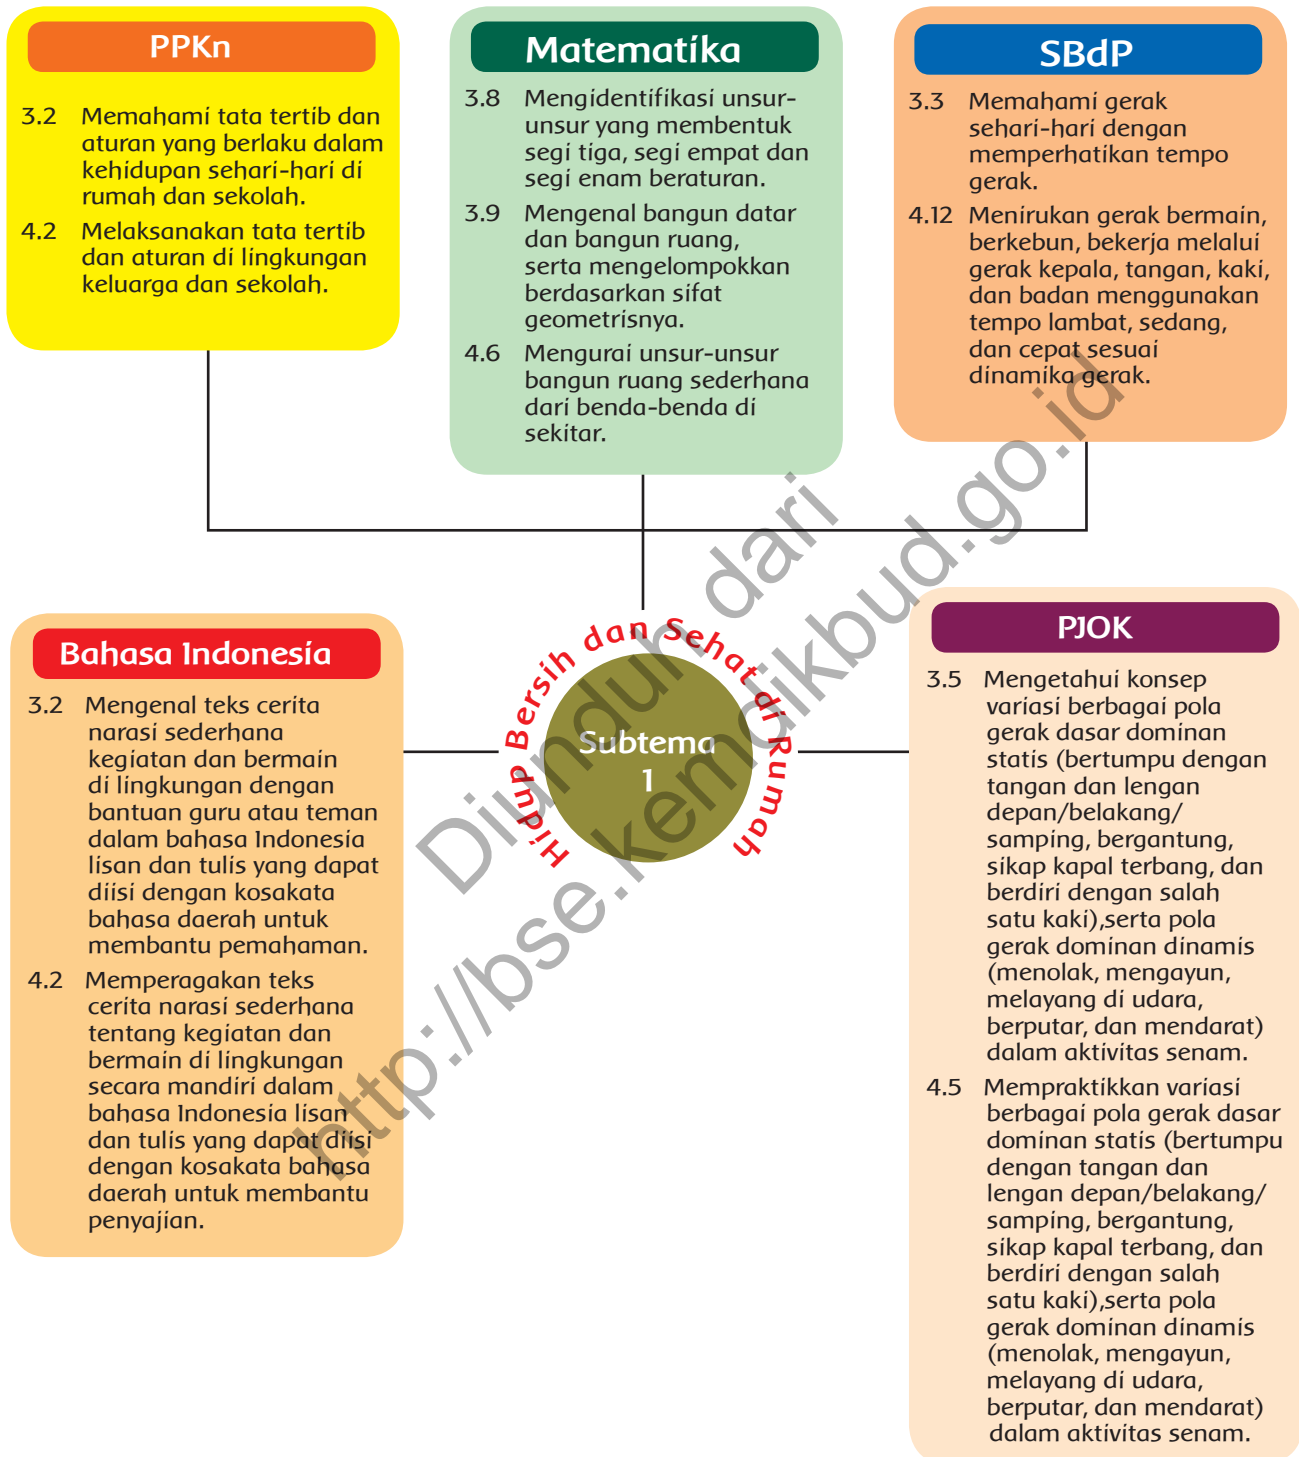 PPKn
3.2 Memahami tata tertib dan
aturan yang berlaku dalam
kehidupan sehari-hari di
rumah dan sekolah.
4.2 Melaksanakan tata tertib
dan aturan di lingkungan
keluarga dan sekolah.
Matematika
3.8 Mengidentifikasi unsur-
unsur yang membentuk
segi tiga, segi empat dan
segi enam beraturan.
3.9 Mengenal bangun datar
dan bangun ruang,
serta mengelompokkan
berdasarkan sifat
geometrisnya.
4.6 Mengurai unsur-unsur
bangun ruang sederhana
dari benda-benda di
sekitar.
SBdP
3.3 Memahami gerak
sehari-hari dengan
memperhatikan tempo
gerak.
4.12 Menirukan gerak bermain,
berkebun, bekerja melalui
gerak kepala, tangan, kaki,
dan badan menggunakan
tempo lambat, sedang,
dan cepat sesuai
dinamika gerak.
Bahasa Indonesia
3.2 Mengenal teks cerita
narasi sederhana
kegiatan dan bermain
di lingkungan dengan
bantuan guru atau teman
dalam bahasa Indonesia
lisan dan tulis yang dapat
diisi dengan kosakata
bahasa daerah untuk
membantu pemahaman.
4.2 Memperagakan teks
cerita narasi sederhana
tentang kegiatan dan
bermain di lingkungan
secara mandiri dalam
bahasa Indonesia lisan
dan tulis yang dapat diisi
dengan kosakata bahasa
daerah untuk membantu
penyajian.
Hidup Bersih dan Sehat di Rumah
Subtema
1
PJOK
3.5 Mengetahui konsep
variasi berbagai pola
gerak dasar dominan
statis (bertumpu dengan
tangan dan lengan
depan/belakang/
samping, bergantung,
sikap kapal terbang, dan
berdiri dengan salah
satu kaki),serta pola
gerak dominan dinamis
(menolak, mengayun,
melayang di udara,
berputar, dan mendarat)
dalam aktivitas senam.
4.5 Mempraktikkan variasi
berbagai pola gerak dasar
dominan statis (bertumpu
dengan tangan dan
lengan depan/belakang/
samping, bergantung,
sikap kapal terbang, dan
berdiri dengan salah
satu kaki),serta pola
gerak dominan dinamis
(menolak, mengayun,
melayang di udara,
berputar, dan mendarat)
dalam aktivitas senam.
Diunduh dari
http://bse.kemdikbud.go.id